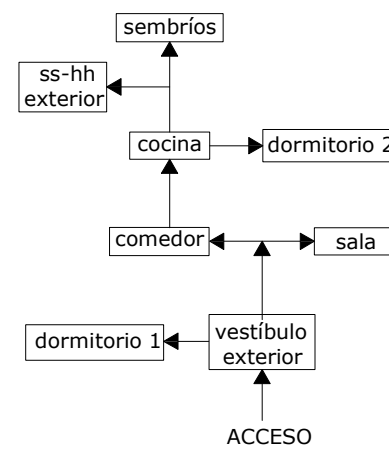 sembríos
ss-hh
exterior
cocina
dormitorio 2
comedor
sala
dormitorio 1
vestíbulo
exterior
ACCESO